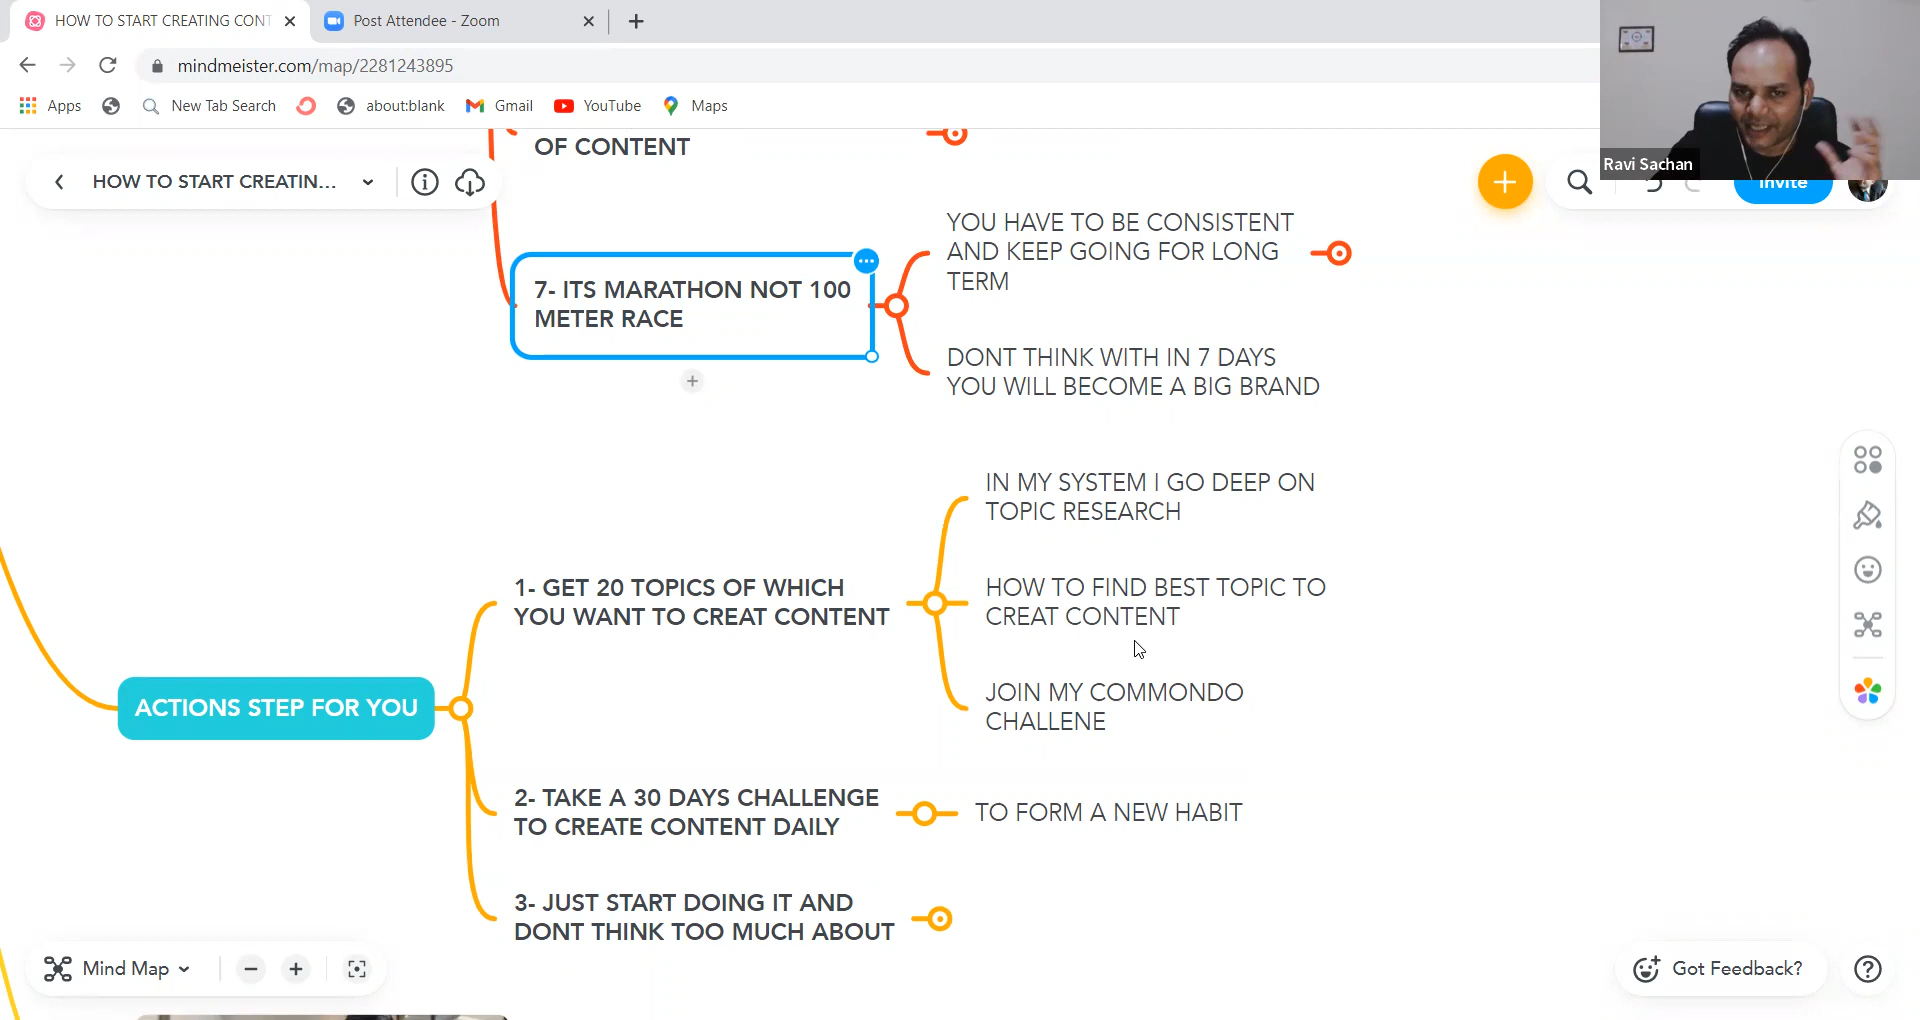 HOW TO START CREATING CONT
Post Attendee - Zoom
mindmeister.com/map/2281243895
Apps
New Tab Search
about:blank
Gmail
YouTube
Maps
Ravi Sachan
HOW TO START CREATIN...
Invite
OF CONTENT
7- ITS MARATHON NOT 100
METER RACE
YOU HAVE TO BE CONSISTENT
AND KEEP GOING FOR LONG
TERM
DONT THINK WITH IN 7 DAYS
YOU WILL BECOME A BIG BRAND
ACTIONS STEP FOR YOU
1- GET 20 TOPICS OF WHICH
YOU WANT TO CREAT CONTENT
IN MY SYSTEM I GO DEEP ON
TOPIC RESEARCH
HOW TO FIND BEST TOPIC TO
CREAT CONTENT
JOIN MY COMMONDO
CHALLENE
2- TAKE A 30 DAYS CHALLENGE
TO CREATE CONTENT DAILY
TO FORM A NEW HABIT
3- JUST START DOING IT AND
DONT THINK TOO MUCH ABOUT
Mind Map
Got Feedback?